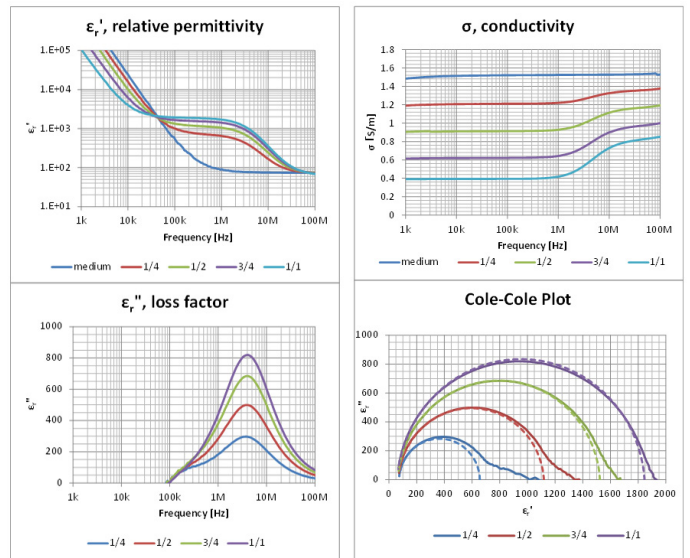 εr', relative permittivity
1.E+05
1.E+04
1.E+03
1.E+02
1.E+01
εr'
1k 10k 100k 1M 10M 100M
Frequency [Hz]
medium 1/4 1/2 3/4 1/1
σ, conductivity
1.8
1.6
1.4
1.2
1
0.8
0.6
0.4
0.2
0
σ [S/m]
1k 10k 100k 1M 10M 100M
Frequency [Hz]
medium 1/4 1/2 3/4 1/1
εr", loss factor
1000
800
600
400
200
0
εr"
1k 10k 100k 1M 10M 100M
Frequency [Hz]
1/4 1/2 3/4 1/1
Cole-Cole Plot
1000
800
600
400
200
0
εr"
0 200 400 600 800 1000 1200 1400 1600 1800 2000
εr'
1/4 1/2 3/4 1/1